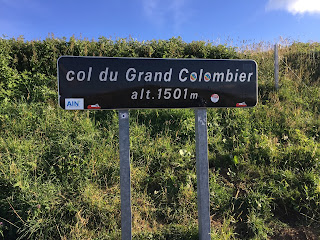 col du Grand Colombier
alt.1501m
AIN